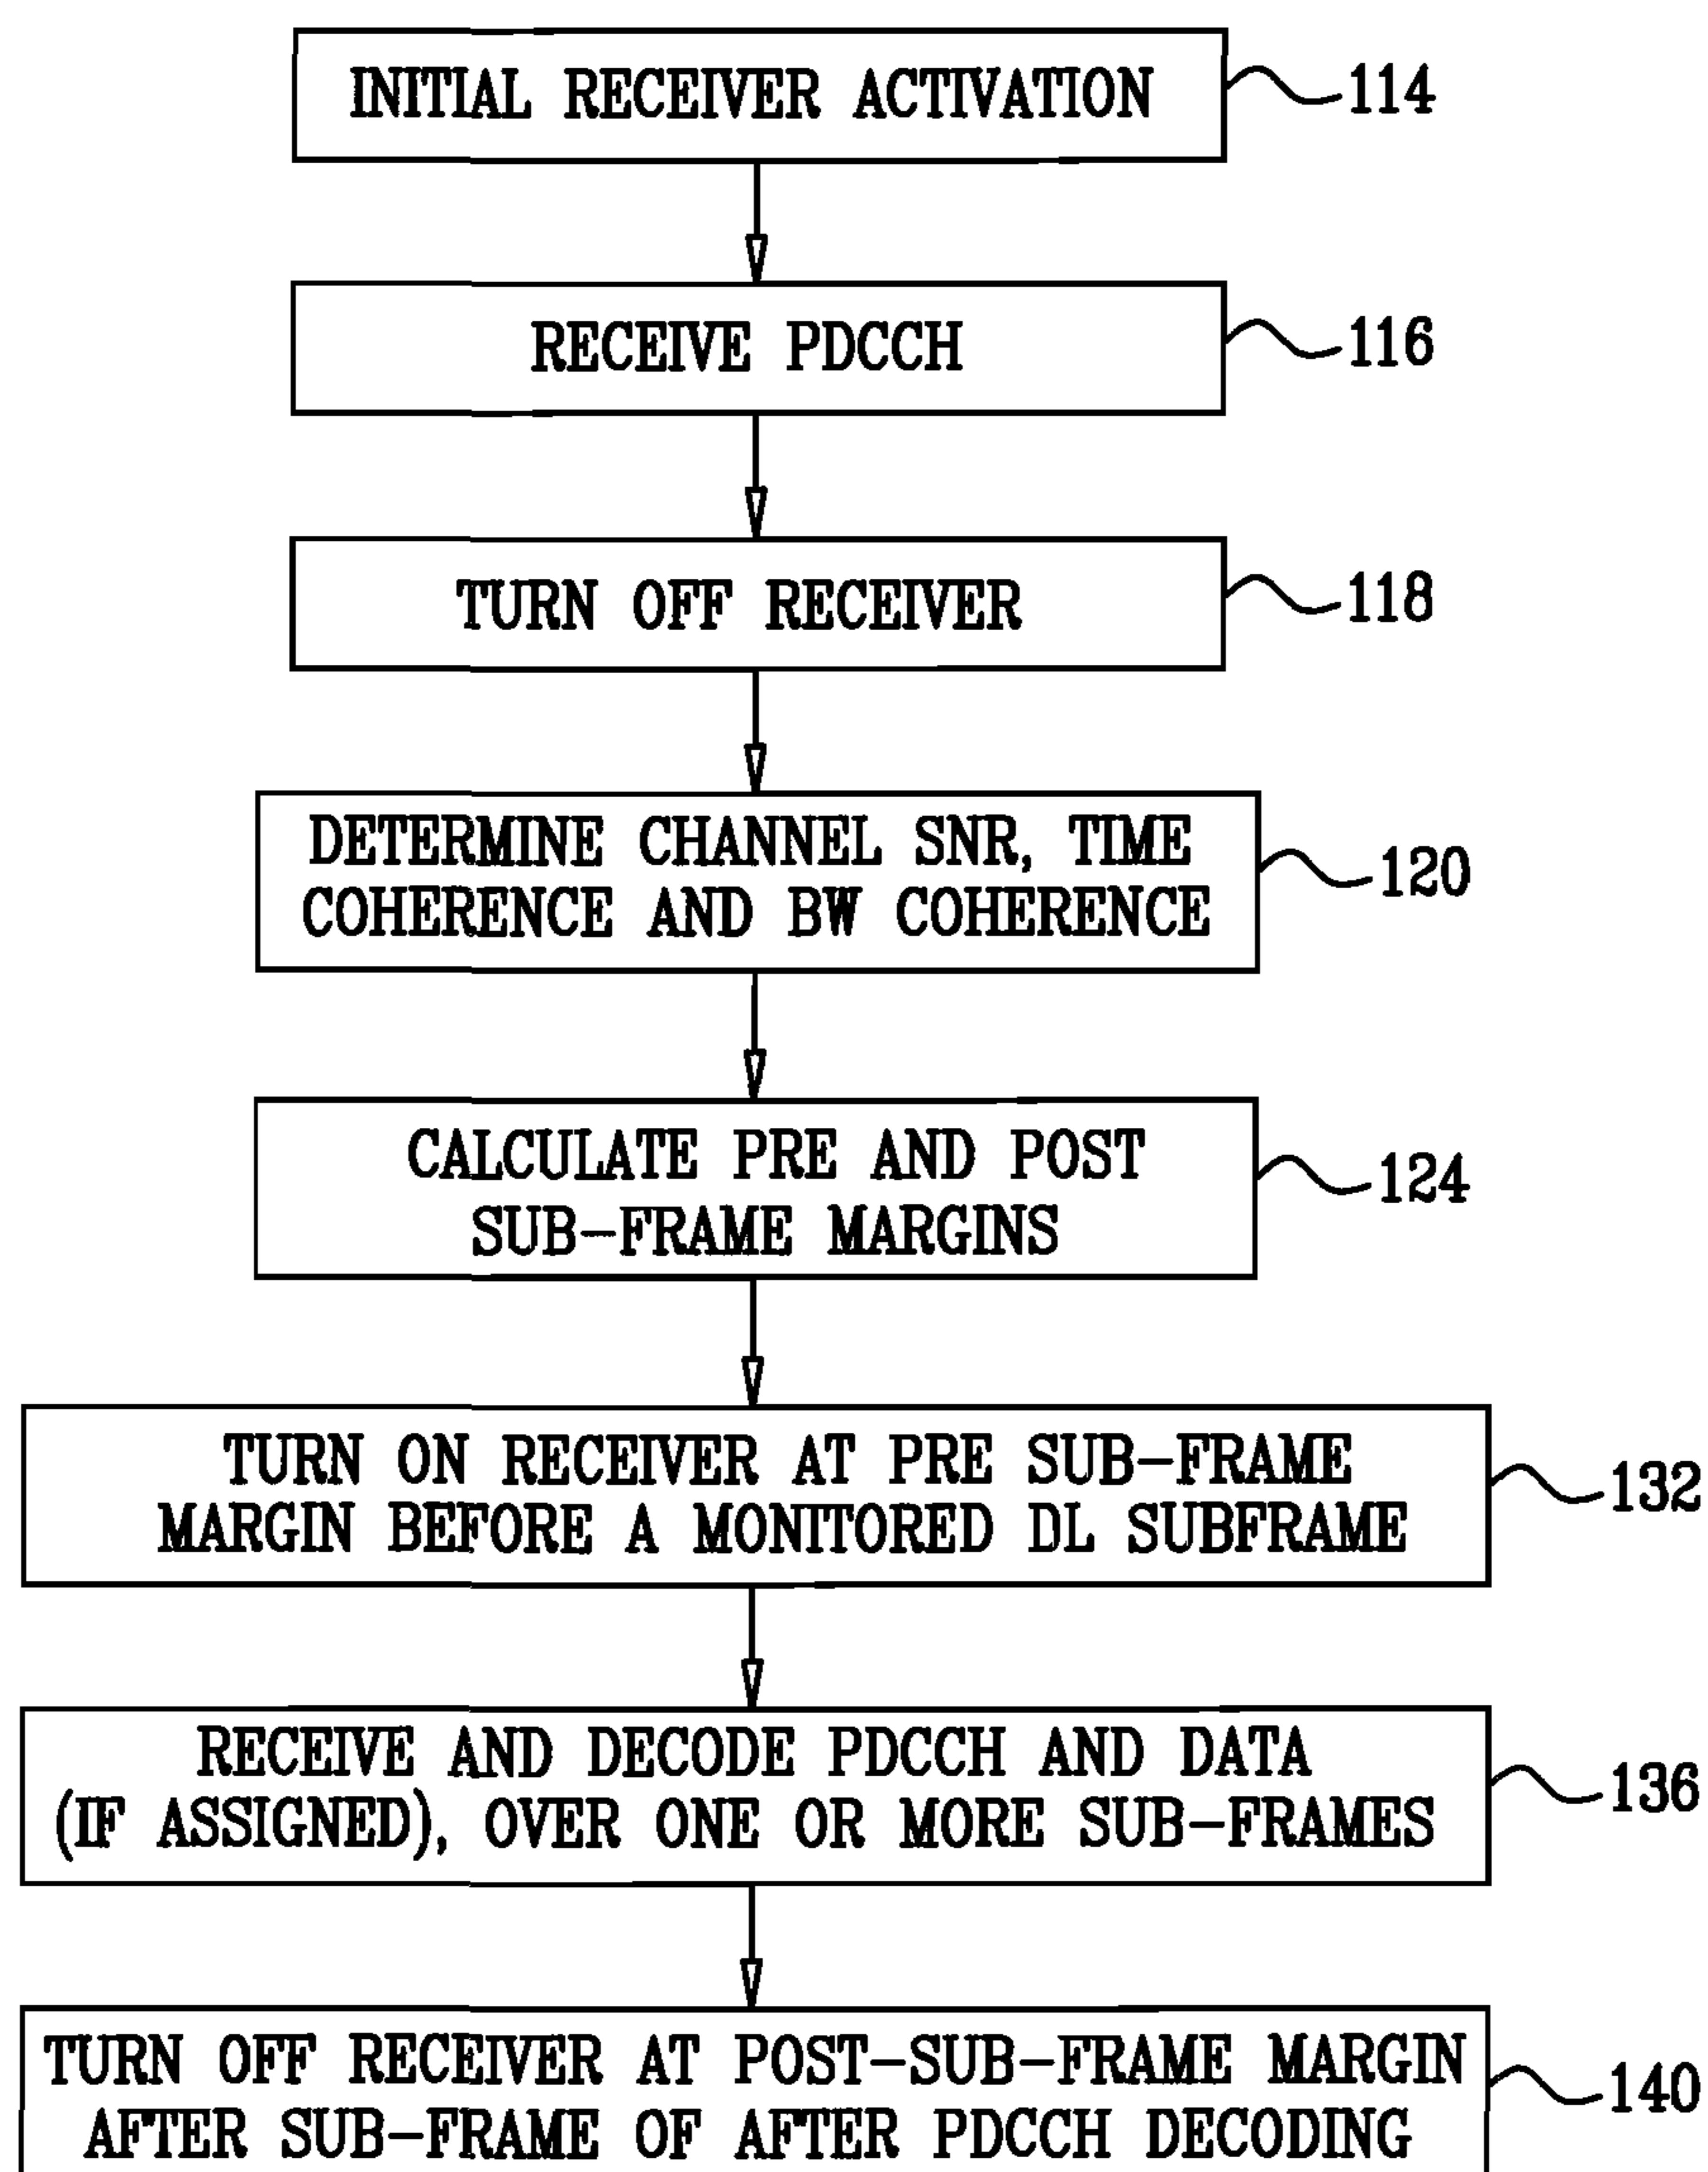 INITIAL RECEIVER ACTIVATION
114
RECEIVE PDCCH
116
TURN OFF RECEIVER
118
DETERMINE CHANNEL SNR, TIME
COHERENCE AND BW COHERENCE
120
CALCULATE PRE AND POST
SUB-FRAME MARGINS
124
TURN ON RECEIVER AT PRE SUB-FRAME
MARGIN BEFORE A MONITORED DL SUBFRAME
132
RECEIVE AND DECODE PDCCH AND DATA
(IF ASSIGNED), OVER ONE OR MORE SUB-FRAMES
136
TURN OFF RECEIVER AT POST-SUB-FRAME MARGIN
AFTER SUB-FRAME OF AFTER PDCCH DECODING
140